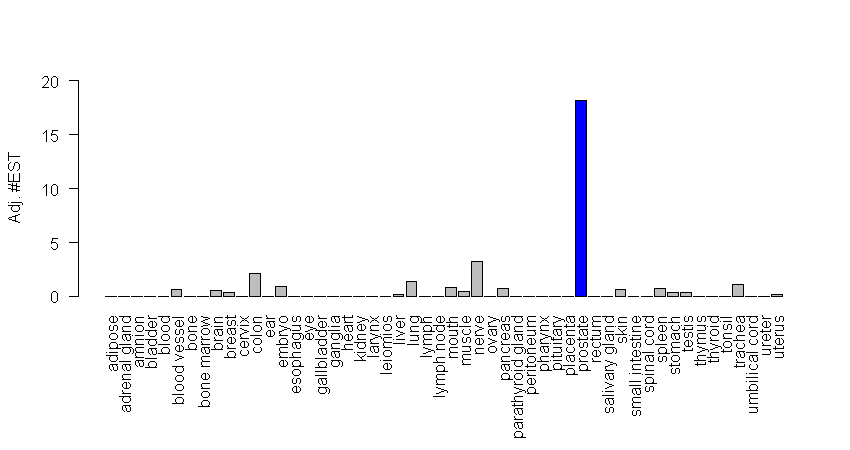 Adj. #EST
20
15
10
5
0
adipose
adrenal gland
amnion
bladder
blood
blood vessel
bone
bone marrow
brain
breast
cervix
colon
ear
embryo
esophagus
eye
gallbladder
ganglia
heart
kidney
larynx
leiomios
liver
lung
lymph
lymph node
mouth
muscle
nerve
ovary
pancreas
parathyroid gland
peritoneum
pharynx
pituitary
placenta
prostate
rectum
salivary gland
skin
small intestine
spinal cord
spleen
stomach
testis
thymus
thyroid
tonsil
trachea
umbilical cord
ureter
uterus